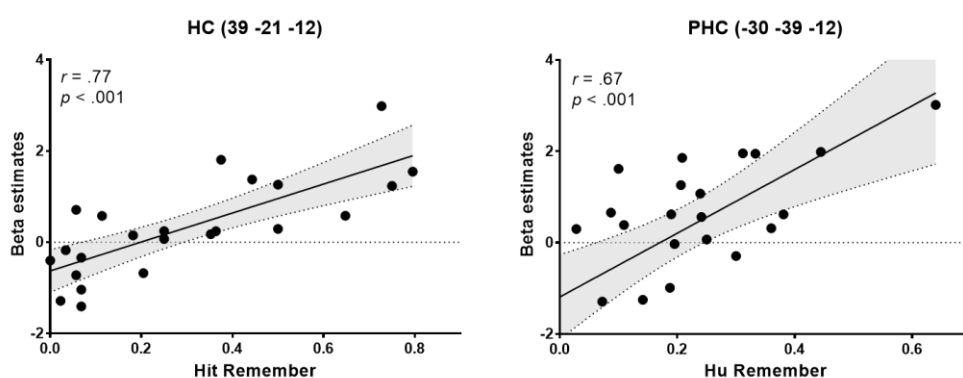 HC (39 -21 -12)
r = .77
p < .001
Beta estimates
4
2
0
-2
0.0 0.2 0.4 0.6 0.8
Hit Remember
PHC (-30 -39 -12)
r = .67
p < .001
Beta estimates
4
2
0
-2
0.0 0.2 0.4 0.6
Hu Remember